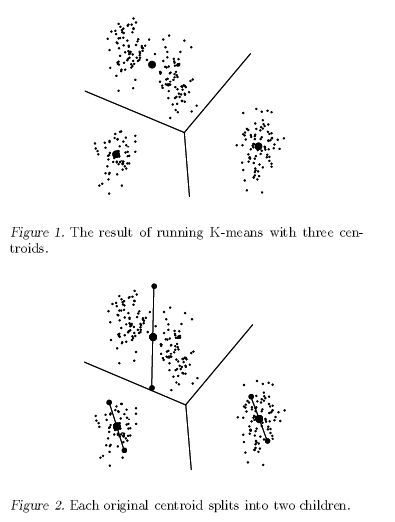 Figure 1. The result of running K-means with three cen-
troids.
Figure 2. Each original centroid splits into two children.